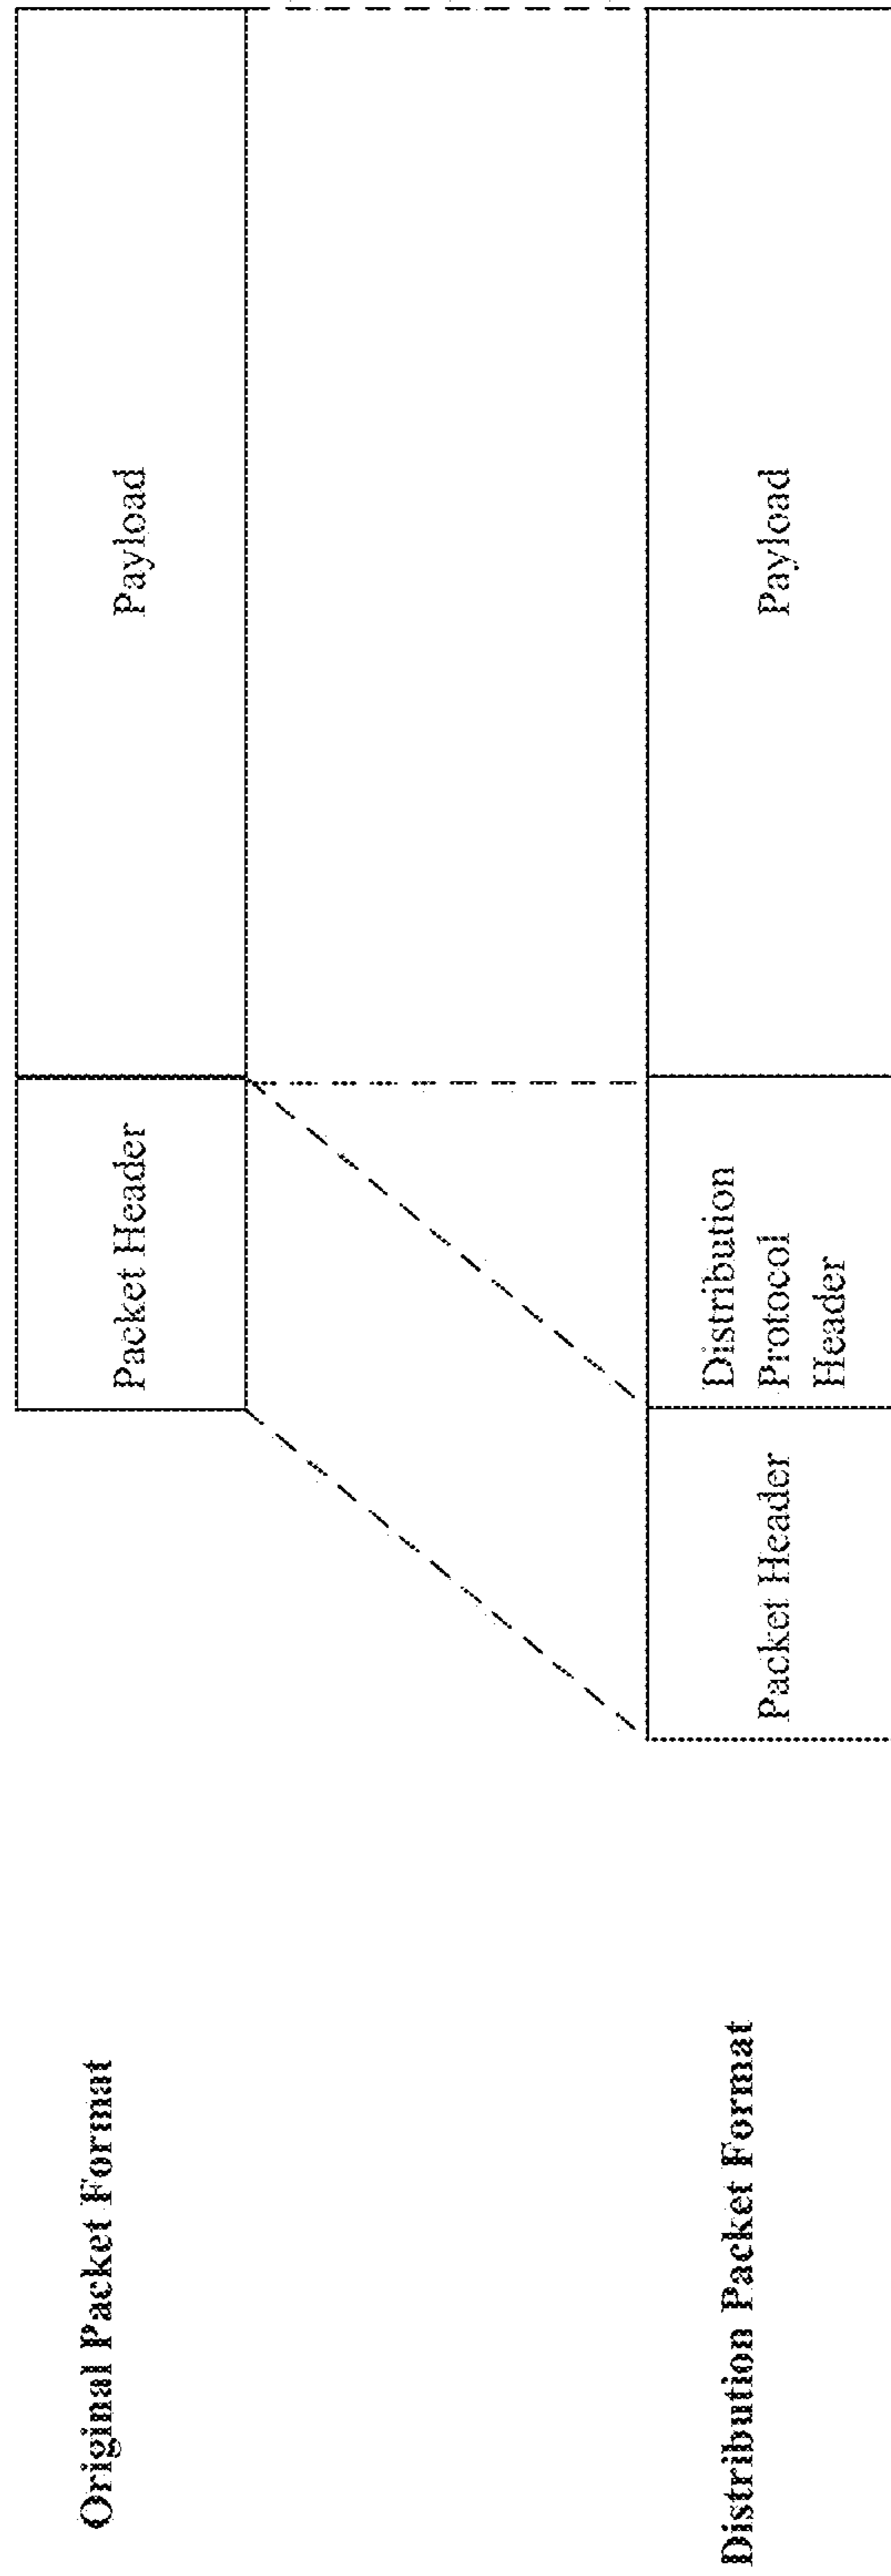 Original Packet Format
Packet Header
Payload
Distribution Packet Format
Packet Header
Distribution
Protocol
Header
Payload